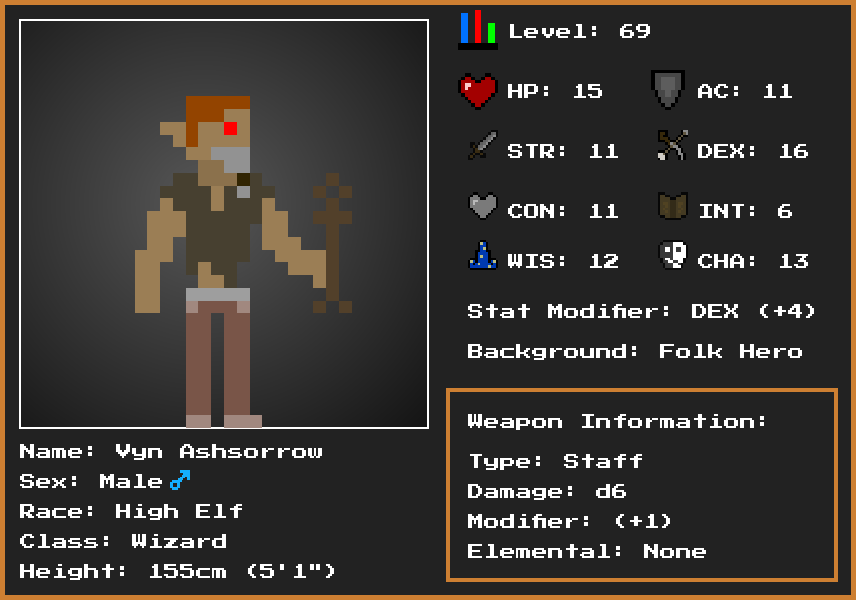 Level: 69
HP: 15
AC: 11
STR: 11
DEX: 16
CON: 11
INT: 6
WIS: 12
CHA: 13
Stat Modifier: DEX (+4)
Background: Folk Hero
Weapon Information:
Type: Staff
Damage: d6
Modifier: (+1)
Elemental: None
Name: Vyn Ashsorrow
Sex: Male ♂
Race: High Elf
Class: Wizard
Height: 155cm (5'1")